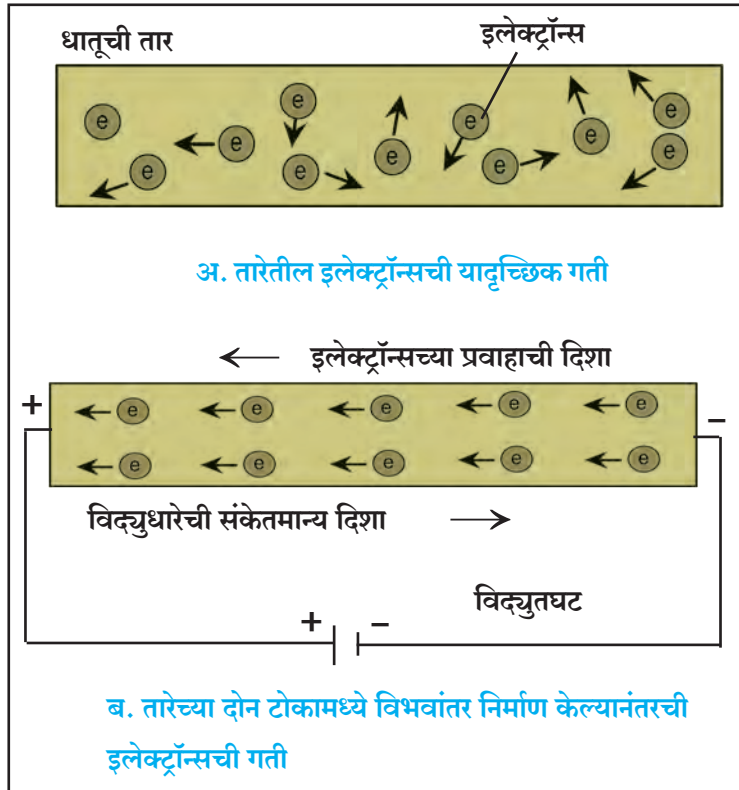 धातूची तार
इलेक्ट्रॉन्स
e e e e e e e e e e e e
अ. तारेतील इलेक्ट्रॉन्सची यादृच्छिक गती
← इलेक्ट्रॉन्सच्या प्रवाहाची दिशा
+ −
e e e e e
e e e e e
विद्युधारेची संकेतमान्य दिशा →
विद्युतघट
+ −
ब. तारेच्या दोन टोकामध्ये विभवांतर निर्माण केल्यानंतरची
इलेक्ट्रॉन्सची गती